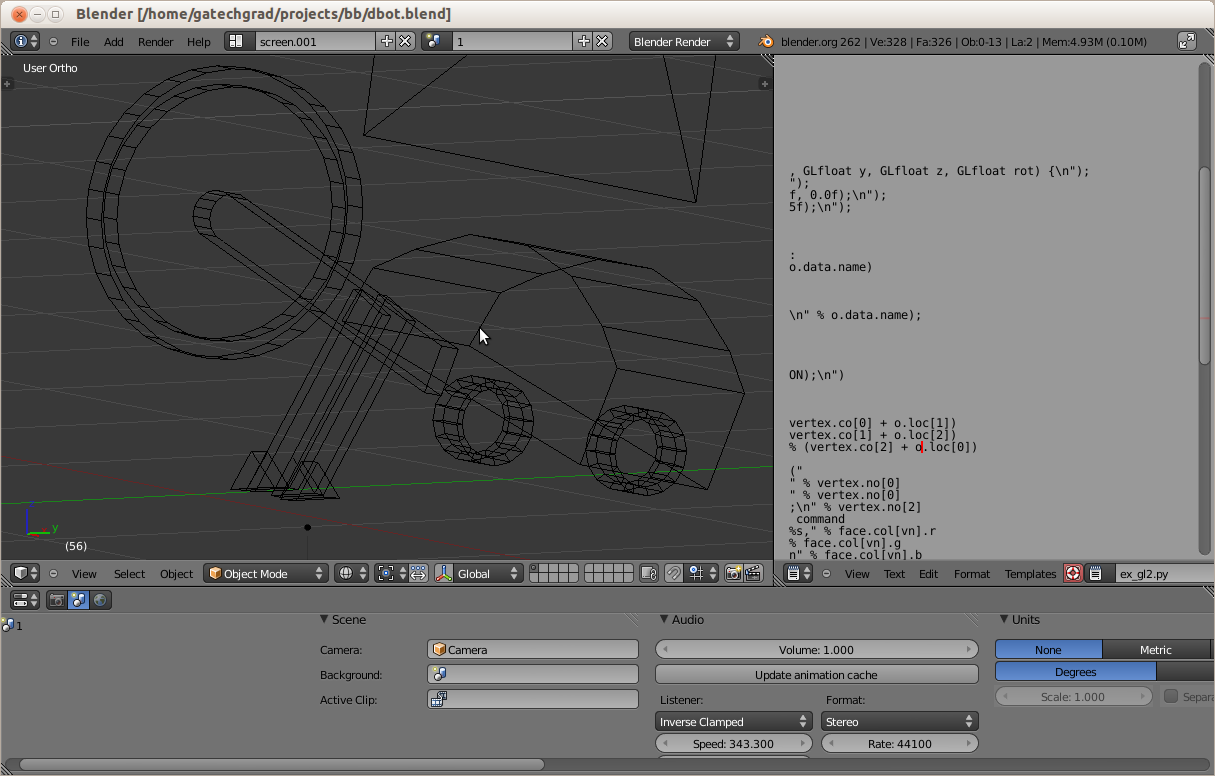 Blender [/home/gatechgrad/projects/bb/dbot.blend]
File Add Render Help screen.001 1 Blender Render blender.org 262 | Ve:328 | Fa:326 | Ob:0-13 | La:2 | Mem:4.93M (0.10M)
User Ortho
y
(56)
, GLfloat y, GLfloat z, GLfloat rot) {\n");
");
f, 0.0f);\n");
5f);\n");
:
o.data.name)
\n" % o.data.name);
ON);\n")
vertex.co[0] + o.loc[1])
vertex.co[1] + o.loc[2])
% (vertex.co[2] + o.loc[0])
("
" % vertex.no[0]
" % vertex.no[0]
;\n" % vertex.no[2]
command
%s," % face.col[vn].r
% face.col[vn].g
n" % face.col[vn].b
View Select Object Object Mode Global
View Text Edit Format Templates ex_gl2.py
1
Scene
Camera: Camera
Background:
Active Clip:
Audio
Volume: 1.000
Update animation cache
Listener: Format:
Inverse Clamped Stereo
Speed: 343.300 Rate: 44100
Units
None Metric
Degrees
Scale: 1.000 Separa